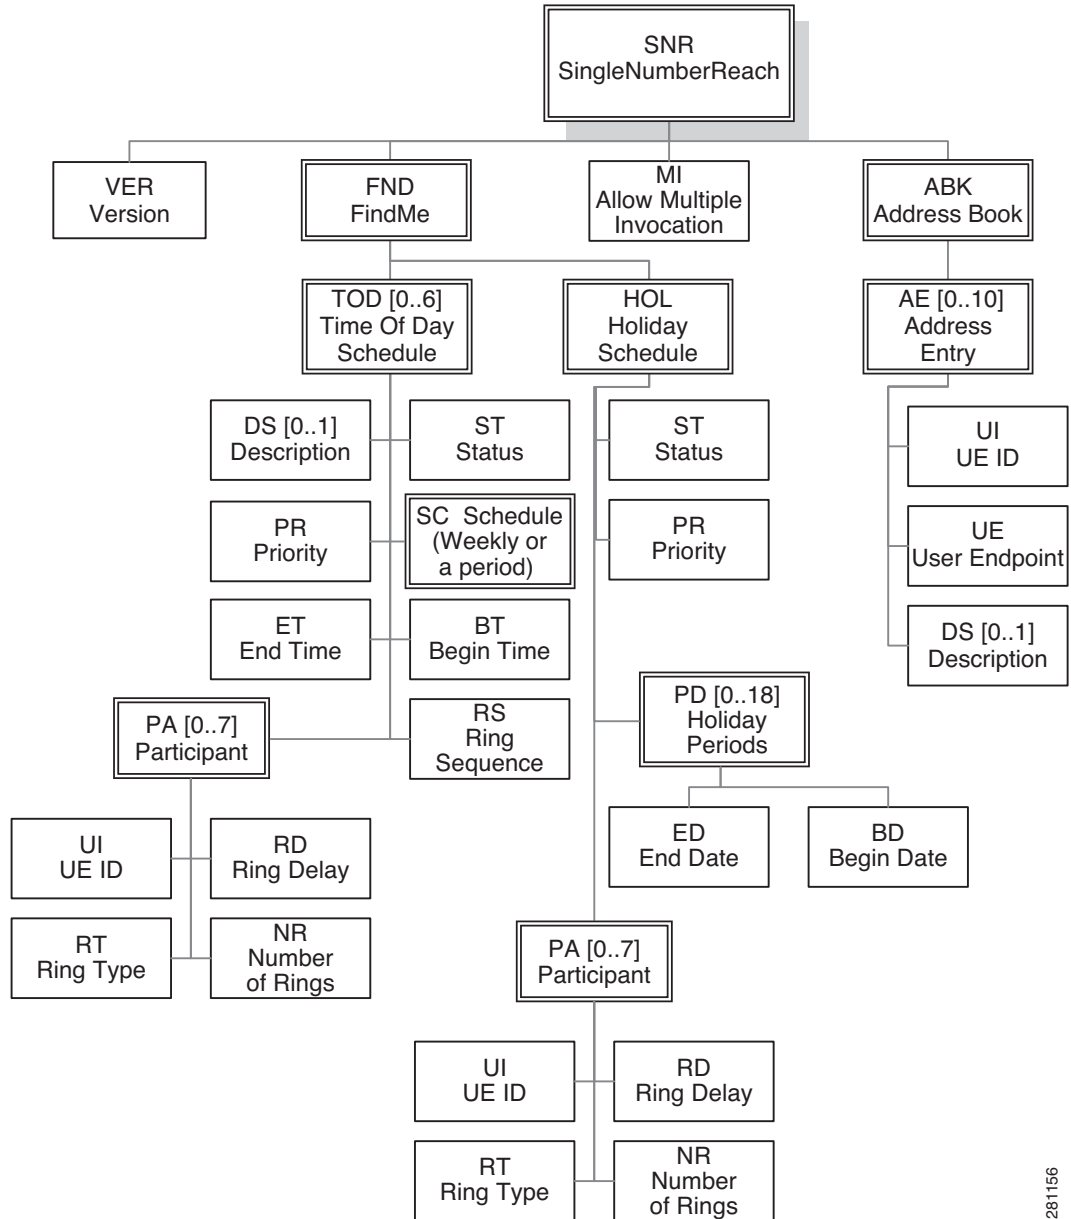 SNR
SingleNumberReach
VER
Version
FND
FindMe
MI
Allow Multiple
Invocation
ABK
Address Book
TOD [0..6]
Time Of Day
Schedule
HOL
Holiday
Schedule
AE [0..10]
Address
Entry
DS [0..1]
Description
ST
Status
ST
Status
UI
UE ID
PR
Priority
SC Schedule
(Weekly or
a period)
PR
Priority
UE
User Endpoint
ET
End Time
BT
Begin Time
DS [0..1]
Description
PA [0..7]
Participant
RS
Ring
Sequence
PD [0..18]
Holiday
Periods
UI
UE ID
RD
Ring Delay
ED
End Date
BD
Begin Date
RT
Ring Type
NR
Number
of Rings
PA [0..7]
Participant
UI
UE ID
RD
Ring Delay
RT
Ring Type
NR
Number
of Rings
281156